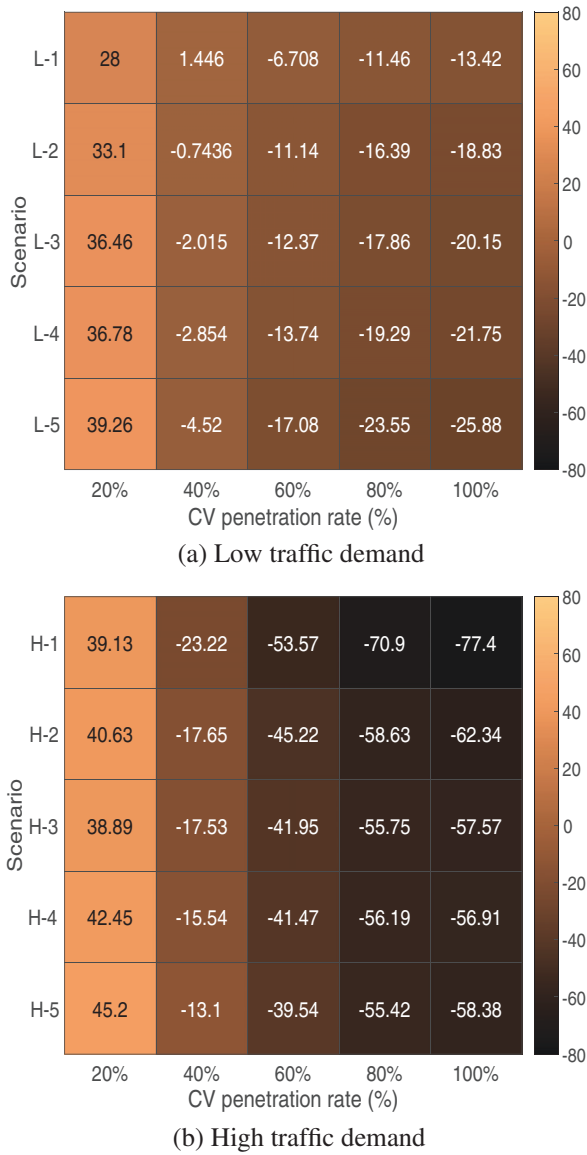 L-1 28 1.446 -6.708 -11.46 -13.42
L-2 33.1 -0.7436 -11.14 -16.39 -18.83
L-3 36.46 -2.015 -12.37 -17.86 -20.15
L-4 36.78 -2.854 -13.74 -19.29 -21.75
L-5 39.26 -4.52 -17.08 -23.55 -25.88
Scenario
20% 40% 60% 80% 100%
CV penetration rate (%)
80
60
40
20
0
-20
-40
-60
-80
(a) Low traffic demand
H-1 39.13 -23.22 -53.57 -70.9 -77.4
H-2 40.63 -17.65 -45.22 -58.63 -62.34
H-3 38.89 -17.53 -41.95 -55.75 -57.57
H-4 42.45 -15.54 -41.47 -56.19 -56.91
H-5 45.2 -13.1 -39.54 -55.42 -58.38
Scenario
20% 40% 60% 80% 100%
CV penetration rate (%)
80
60
40
20
0
-20
-40
-60
-80
(b) High traffic demand